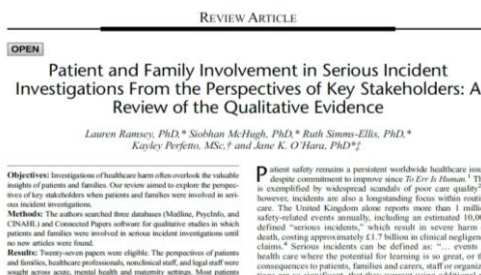 REVIEW ARTICLE
OPEN
Patient and Family Involvement in Serious Incident
Investigations From the Perspectives of Key Stakeholders: A
Review of the Qualitative Evidence
Lauren Ramsey, PhD,* Siobhan McHugh, PhD,* Ruth Simms-Ellis, PhD,*
Kayley Perfetto, MSc,† and Jane K. O'Hara, PhD*‡
Objectives: Investigations of healthcare harm often overlook the valuable
insights of patients and families. Our review aimed to explore the perspec-
tives of key stakeholders when patients and families were involved in seri-
ous incident investigations.
Methods: The authors searched three databases (Medline, PsycInfo, and
CINAHL) and Connected Papers software for qualitative studies in which
patients and families were involved in serious incident investigations until
no new articles were found.
Results: Twenty-seven papers were eligible. The perspectives of patients
and families, healthcare professionals, nonclinical staff, and legal staff were
sought across acute, mental health and maternity settings. Most patients
Patient safety remains a persistent worldwide healthcare issu
despite commitment to improve since To Err Is Human.
is exemplified by widespread scandals of poor care quality
however, incidents are also a longstanding focus within routi
care. The United Kingdom alone reports more than 1 millio
safety-related events annually, including an estimated 10,00
defined "serious incidents," which result in severe harm
death, costing approximately £1.7 billion in clinical negligen
claims.⁴ Serious incidents can be defined as: "… events
health care where the potential for learning is so great, or t
consequences to patients, families and carers, staff or organiza